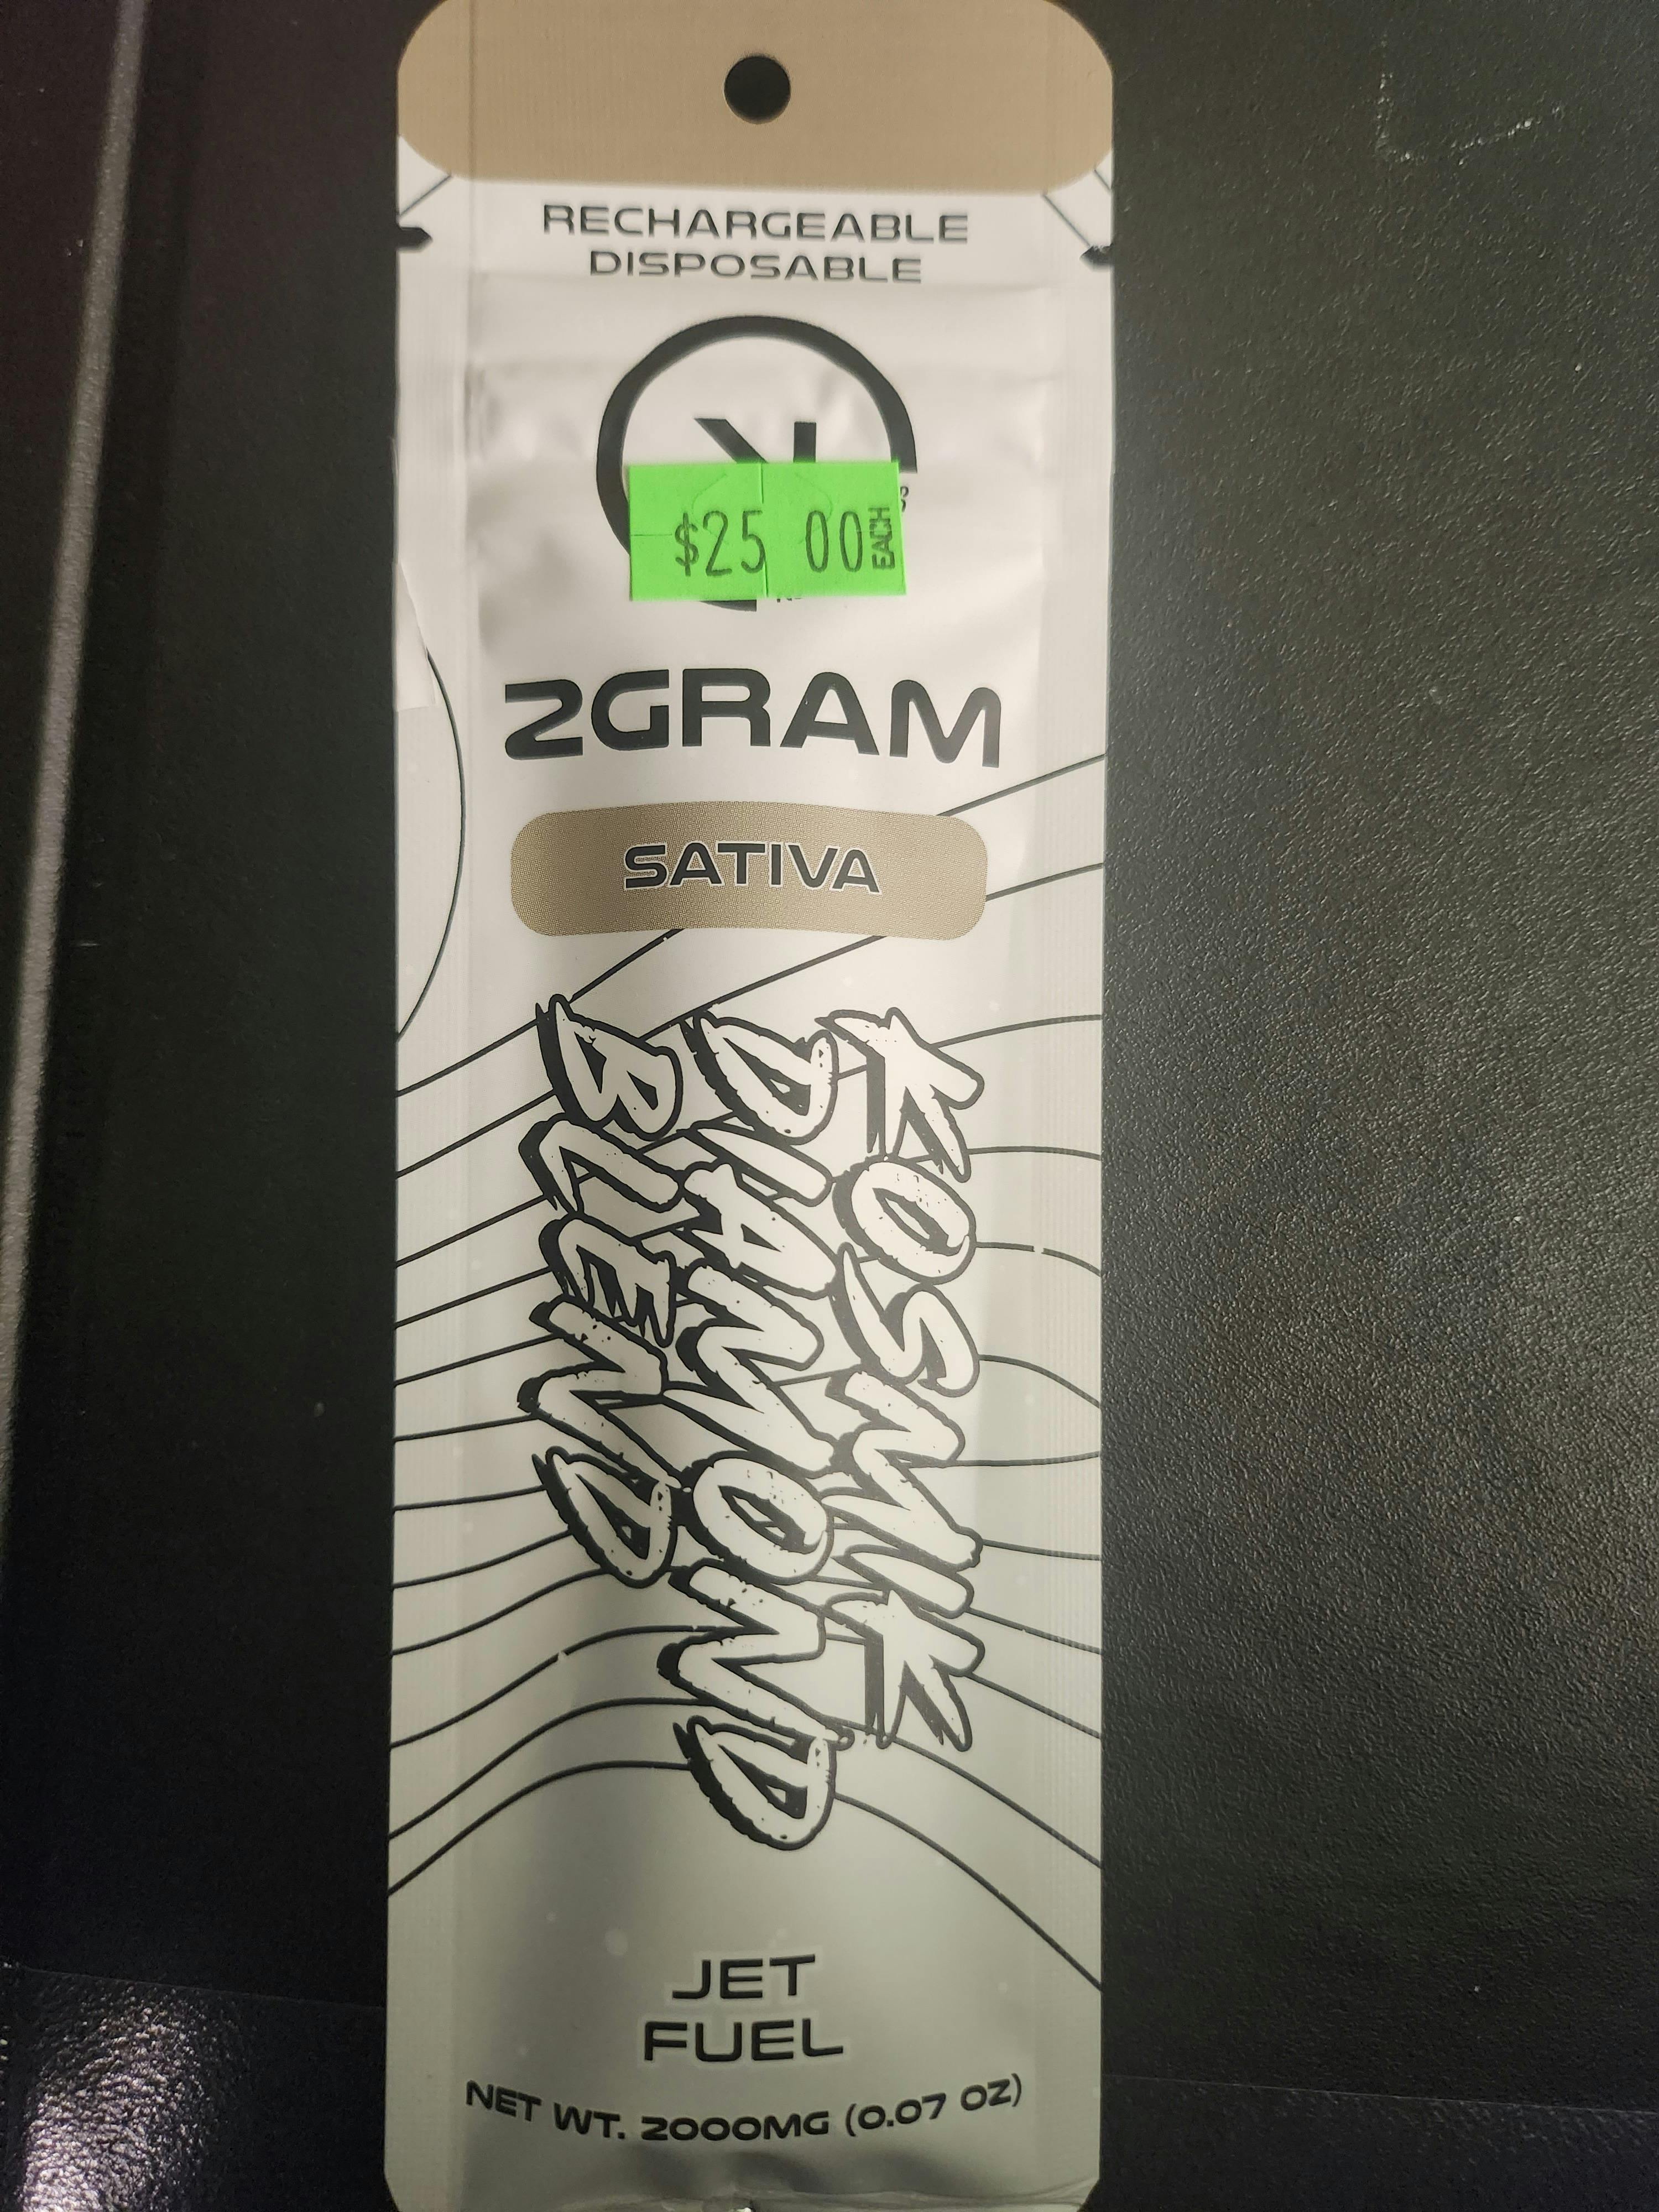 RECHARGEABLE
DISPOSABLE
$25 00 EACH
2GRAM
SATIVA
KOSMIK
DIAMOND
BLEND
JET
FUEL
NET WT. 2000MG (0.07 OZ)